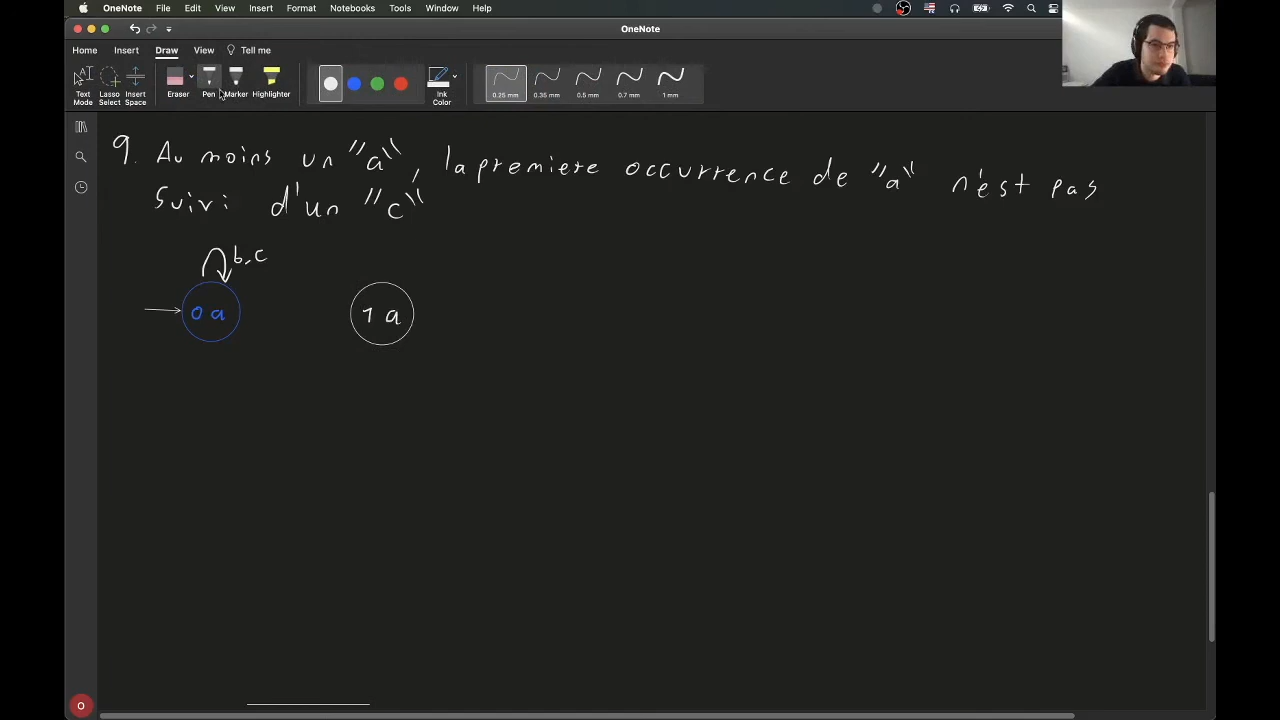 OneNote File Edit View Insert Format Notebooks Tools Window Help
OneNote
Home Insert Draw View Tell me
Text Mode Lasso Select Insert Space Eraser Pen Marker Highlighter Ink Color 0.25 mm 0.35 mm 0.5 mm 0.7 mm 1 mm
9. Au moins un "a", la premiere occurrence de "a" n'est pas
Suivi d'un "c"
b, c
0 a 1 a
O